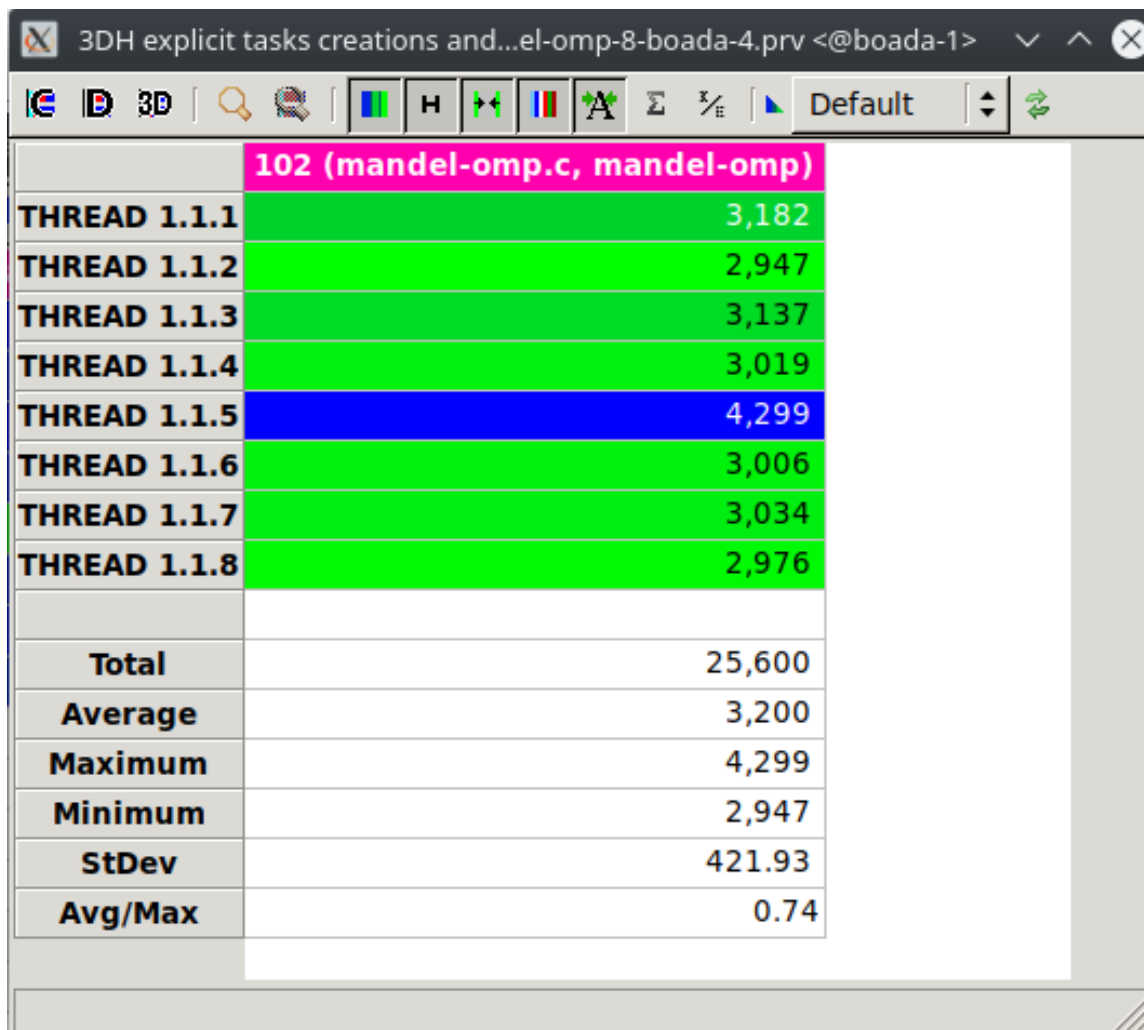 3DH explicit tasks creations and...el-omp-8-boada-4.prv <@boada-1>
3D H A Σ Default
102 (mandel-omp.c, mandel-omp)
THREAD 1.1.1 3,182
THREAD 1.1.2 2,947
THREAD 1.1.3 3,137
THREAD 1.1.4 3,019
THREAD 1.1.5 4,299
THREAD 1.1.6 3,006
THREAD 1.1.7 3,034
THREAD 1.1.8 2,976
Total 25,600
Average 3,200
Maximum 4,299
Minimum 2,947
StDev 421.93
Avg/Max 0.74